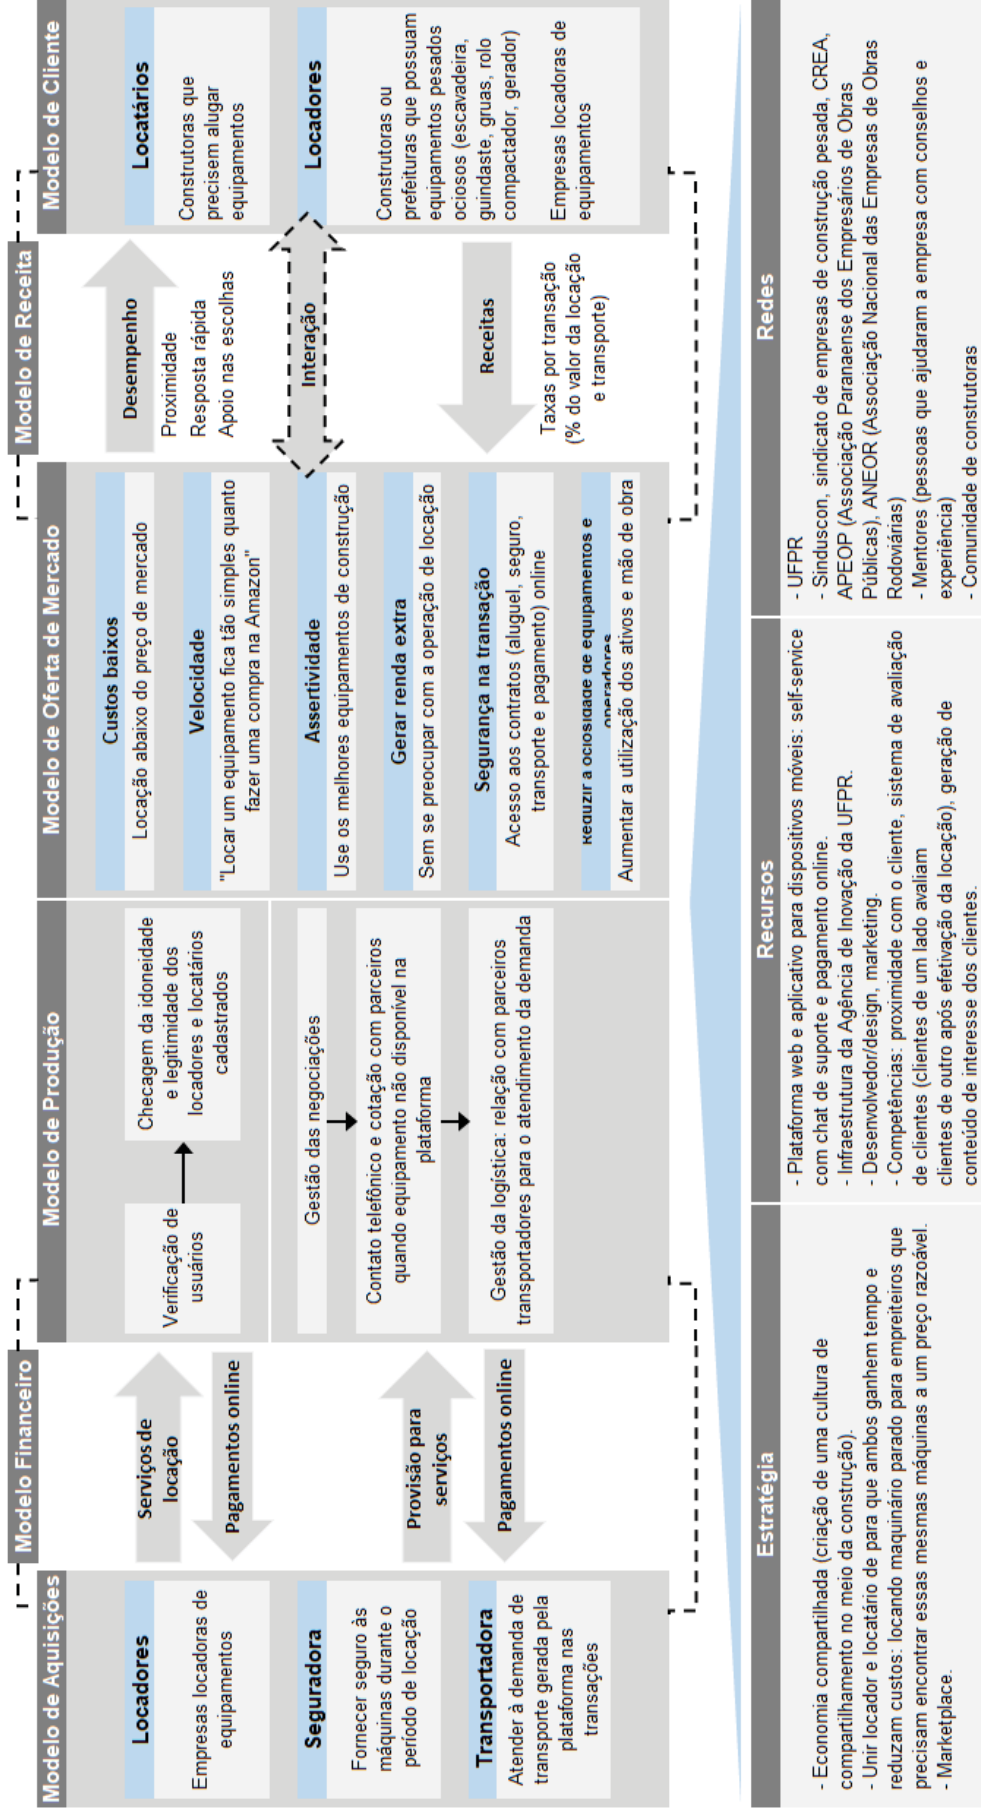 Modelo Financeiro
Modelo de Receita
Modelo de Aquisições
Locadores
Empresas locadoras de
equipamentos
Seguradora
Fornecer seguro às
máquinas durante o
período de locação
Transportadora
Atender à demanda de
transporte gerada pela
plataforma nas
transações
Serviços de
locação
Pagamentos online
Provisão para
serviços
Pagamentos online
Modelo de Produção
Verificação de
usuários
Checagem da idoneidade
e legitimidade dos
locadores e locatários
cadastrados
Gestão das negociações
Contato telefônico e cotação com parceiros
quando equipamento não disponível na
plataforma
Gestão da logística: relação com parceiros
transportadores para o atendimento da demanda
Modelo de Oferta de Mercado
Custos baixos
Locação abaixo do preço de mercado
Velocidade
"Locar um equipamento fica tão simples quanto
fazer uma compra na Amazon"
Assertividade
Use os melhores equipamentos de construção
Gerar renda extra
Sem se preocupar com a operação de locação
Segurança na transação
Acesso aos contratos (aluguel, seguro,
transporte e pagamento) online
Reduzir a ociosidade de equipamentos e
operadores
Aumentar a utilização dos ativos e mão de obra
Desempenho
Proximidade
Resposta rápida
Apoio nas escolhas
Interação
Receitas
Taxas por transação
(% do valor da locação
e transporte)
Modelo de Cliente
Locatários
Construtoras que
precisem alugar
equipamentos
Locadores
Construtoras ou
prefeituras que possuam
equipamentos pesados
ociosos (escavadeira,
guindaste, gruas, rolo
compactador, gerador)
Empresas locadoras de
equipamentos
Estratégia
- Economia compartilhada (criação de uma cultura de
compartilhamento no meio da construção).
- Unir locador e locatário de para que ambos ganhem tempo e
reduzam custos: locando maquinário parado para empreiteiros que
precisam encontrar essas mesmas máquinas a um preço razoável.
- Marketplace.
Recursos
- Plataforma web e aplicativo para dispositivos móveis: self-service
com chat de suporte e pagamento online.
- Infraestrutura da Agência de Inovação da UFPR.
- Desenvolvedor/design, marketing.
- Competências: proximidade com o cliente, sistema de avaliação
de clientes (clientes de um lado avaliam
clientes de outro após efetivação da locação), geração de
conteúdo de interesse dos clientes.
Redes
- UFPR
- Sinduscon, sindicato de empresas de construção pesada, CREA,
APEOP (Associação Paranaense dos Empresários de Obras
Públicas), ANEOR (Associação Nacional das Empresas de Obras
Rodoviárias)
- Mentores (pessoas que ajudaram a empresa com conselhos e
experiência)
- Comunidade de construtoras